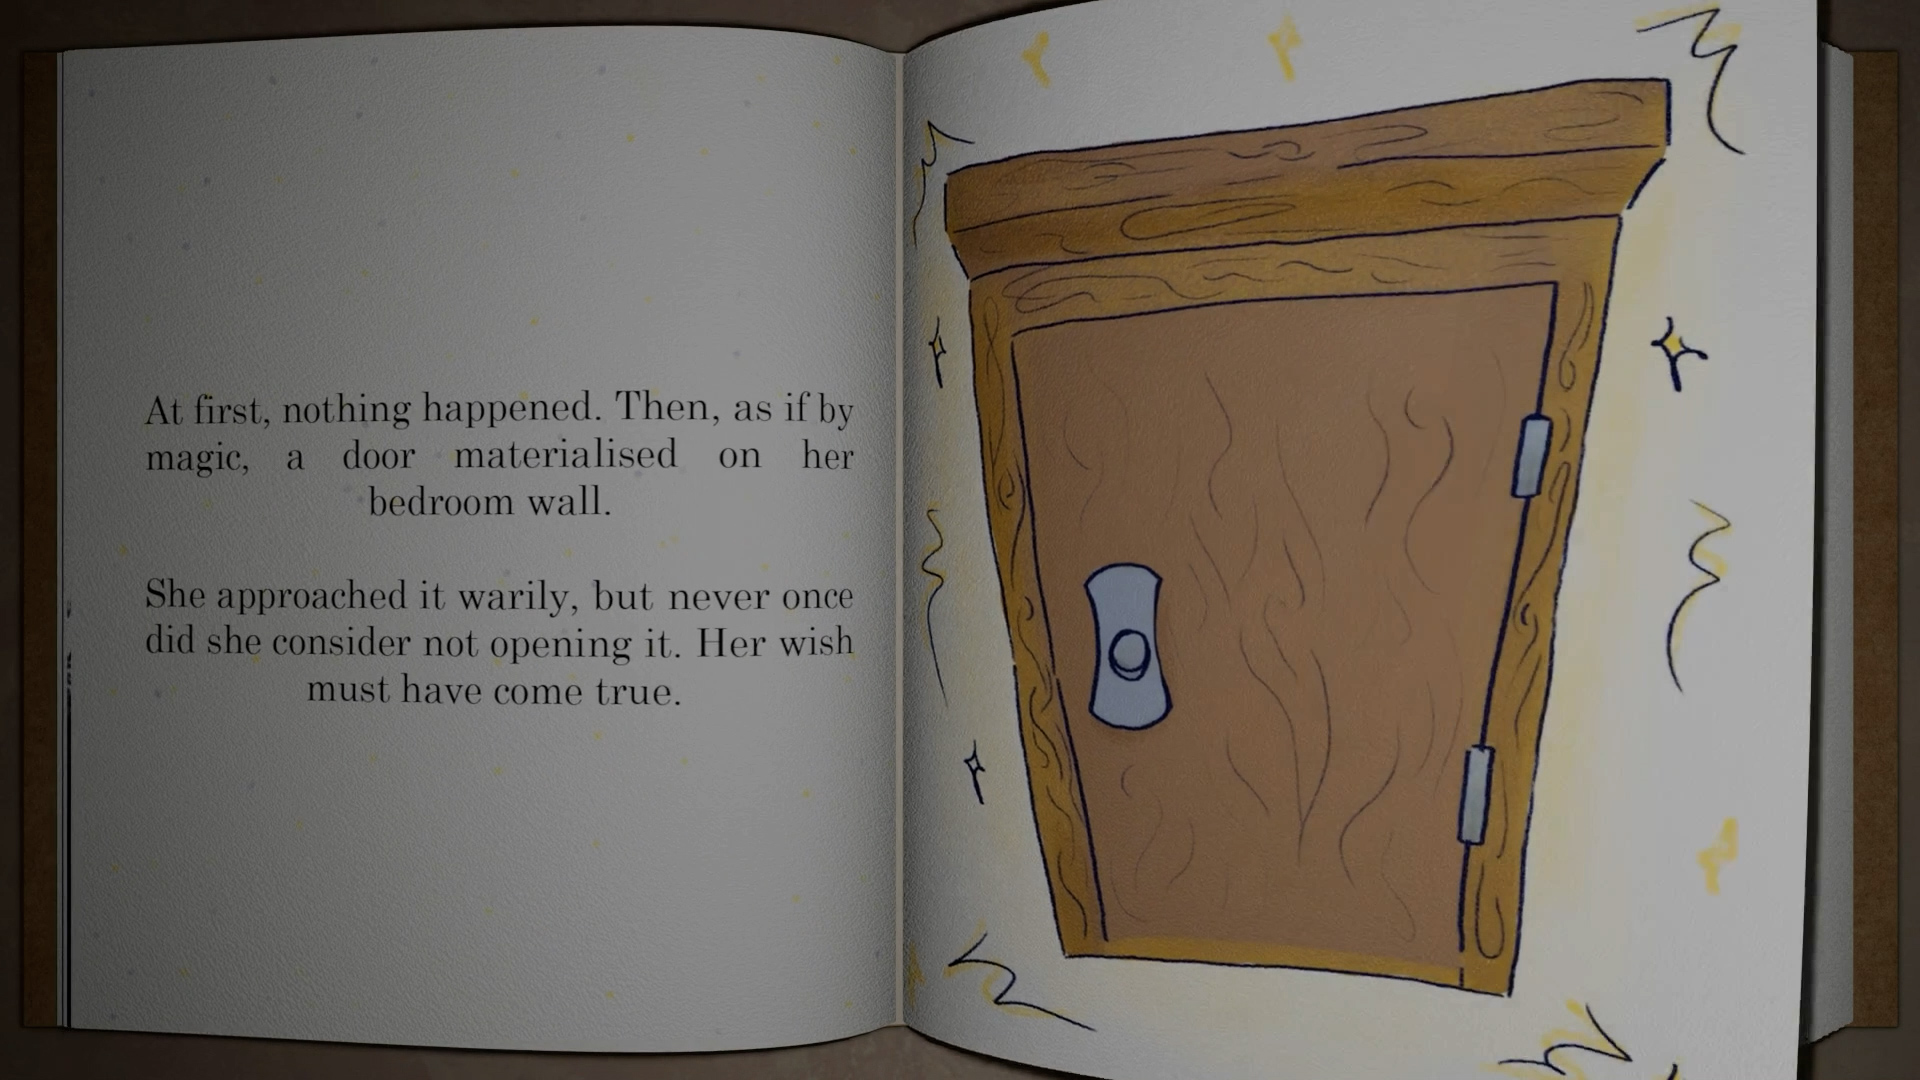 At first, nothing happened. Then, as if by
magic, a door materialised on her
bedroom wall.
She approached it warily, but never once
did she consider not opening it. Her wish
must have come true.